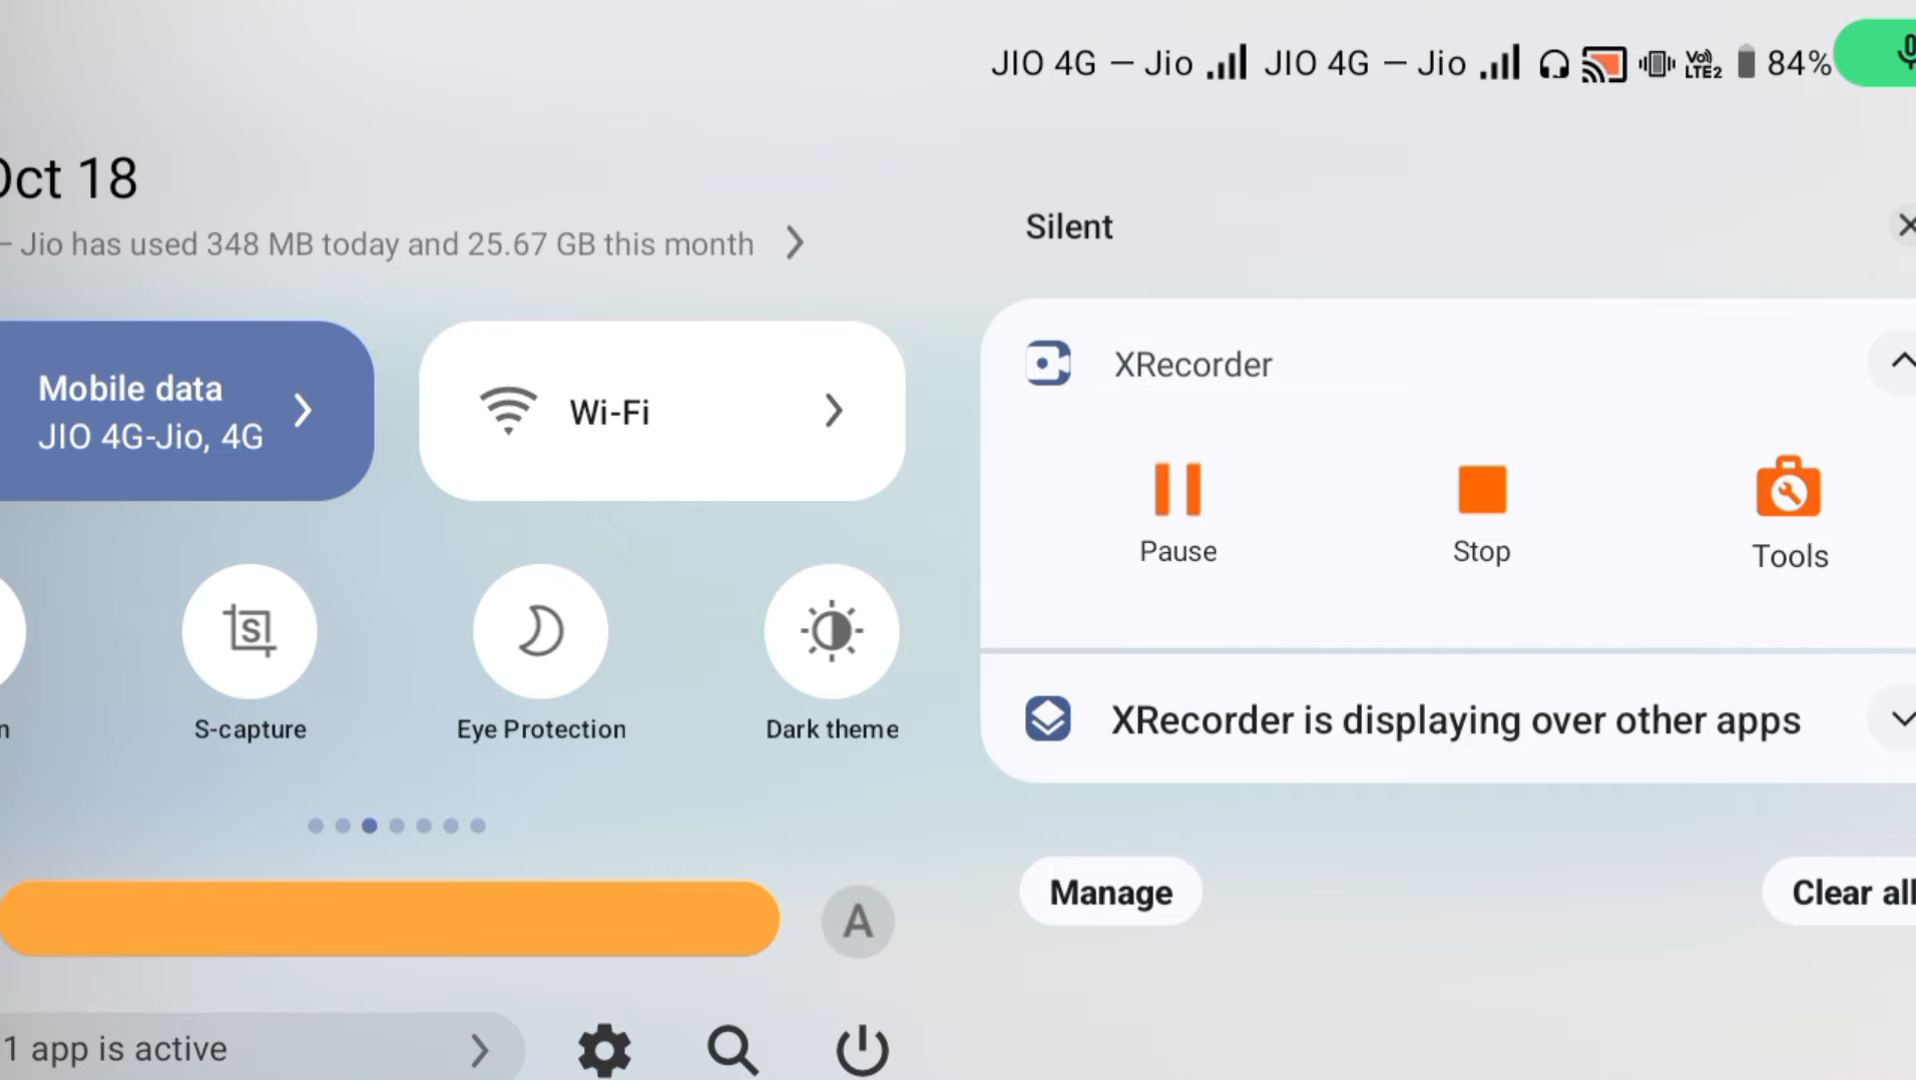 JIO 4G — Jio JIO 4G — Jio Vo) LTE2 84%
Oct 18
– Jio has used 348 MB today and 25.67 GB this month
Mobile data
JIO 4G-Jio, 4G
Wi-Fi
S-capture
Eye Protection
Dark theme
A
1 app is active
Silent
XRecorder
Pause
Stop
Tools
XRecorder is displaying over other apps
Manage
Clear all